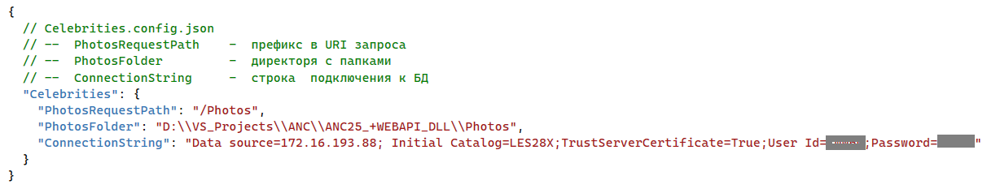 {
// Celebrities.config.json
// -- PhotosRequestPath - префикс в URI запроса
// -- PhotosFolder - директоря с папками
// -- ConnectionString - строка подключения к БД
"Celebrities": {
"PhotosRequestPath": "/Photos",
"PhotosFolder": "D:\\VS_Projects\\ANC\\ANC25_+WEBAPI_DLL\\Photos",
"ConnectionString": "Data source=172.16.193.88; Initial Catalog=LES28X;TrustServerCertificate=True;User Id=;Password="
}
}